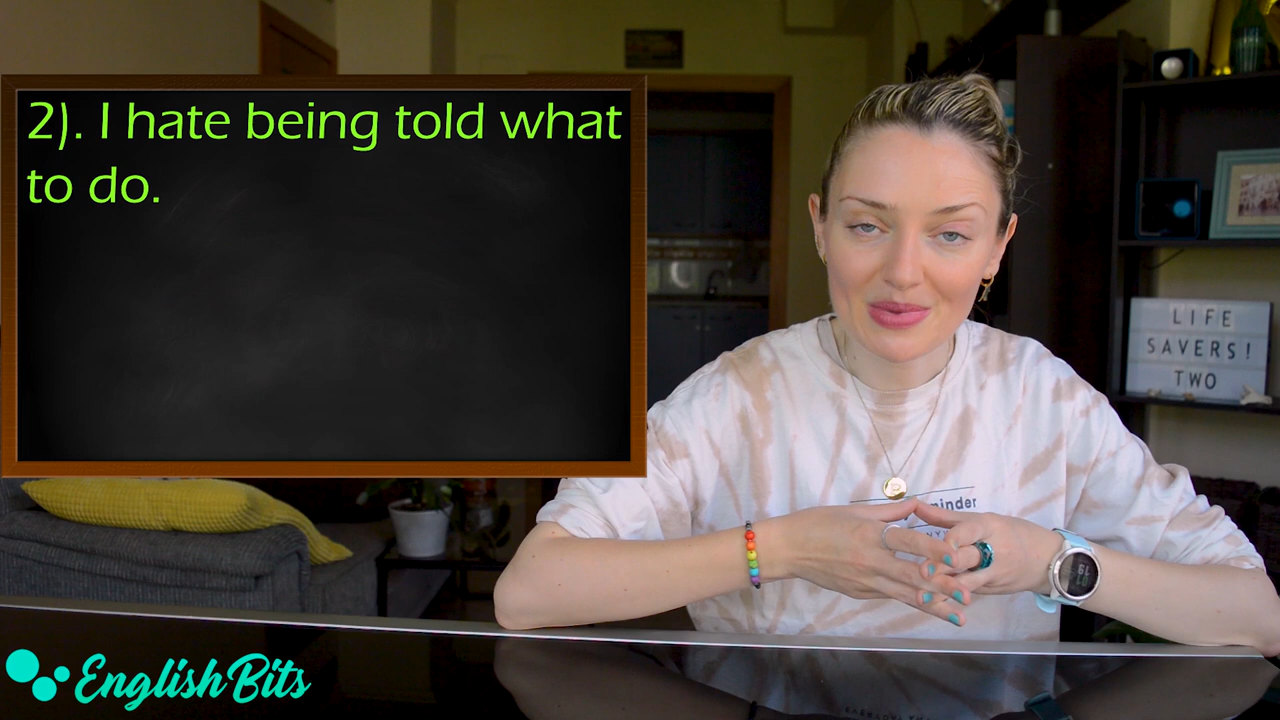 2). I hate being told what
to do.
LIFE
SAVERS!
TWO
EnglishBits